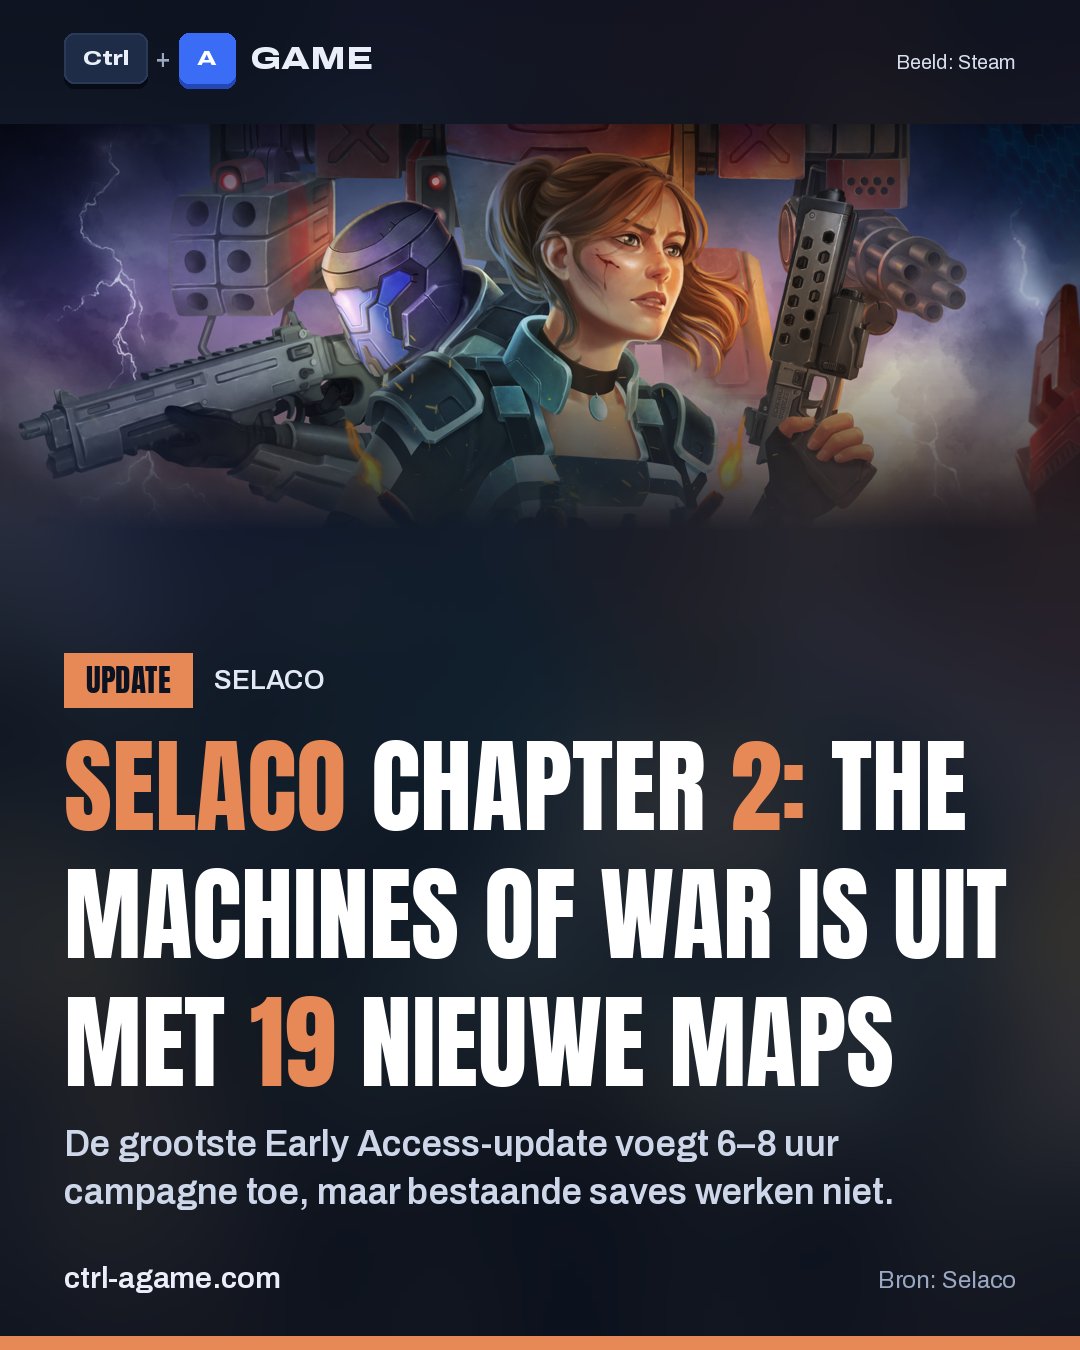 Ctrl + A GAME
Beeld: Steam
UPDATE SELACO
SELACO CHAPTER 2: THE
MACHINES OF WAR IS UIT
MET 19 NIEUWE MAPS
De grootste Early Access-update voegt 6–8 uur
campagne toe, maar bestaande saves werken niet.
ctrl-agame.com
Bron: Selaco